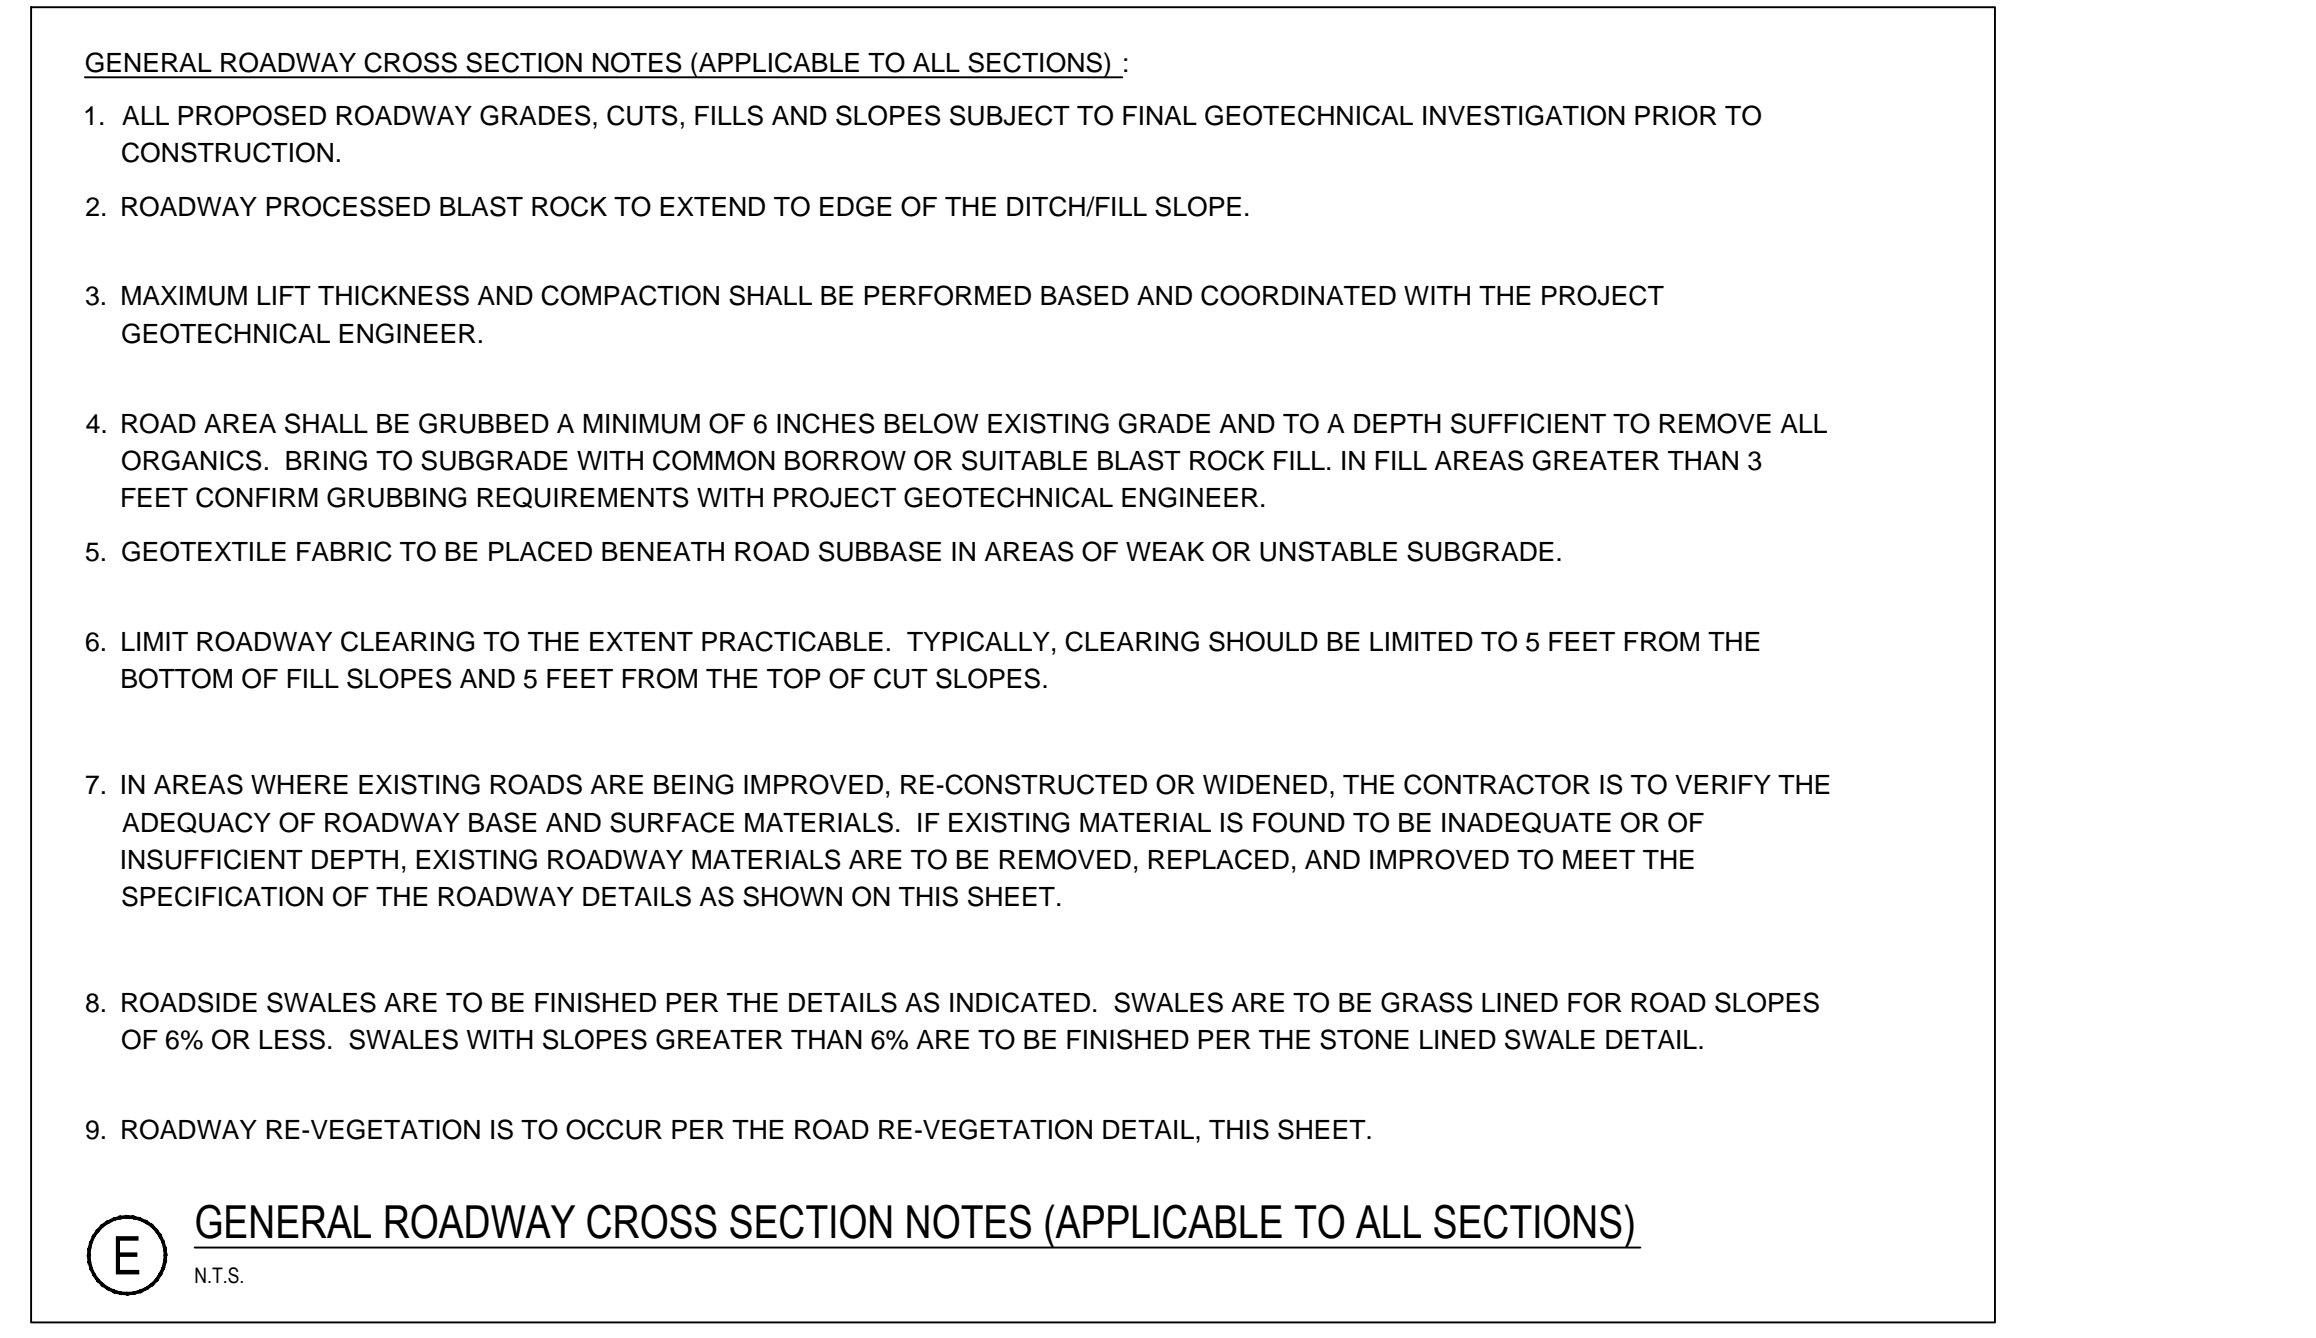 GENERAL ROADWAY CROSS SECTION NOTES (APPLICABLE TO ALL SECTIONS) :
1. ALL PROPOSED ROADWAY GRADES, CUTS, FILLS AND SLOPES SUBJECT TO FINAL GEOTECHNICAL INVESTIGATION PRIOR TO
CONSTRUCTION.
2. ROADWAY PROCESSED BLAST ROCK TO EXTEND TO EDGE OF THE DITCH/FILL SLOPE.
3. MAXIMUM LIFT THICKNESS AND COMPACTION SHALL BE PERFORMED BASED AND COORDINATED WITH THE PROJECT
GEOTECHNICAL ENGINEER.
4. ROAD AREA SHALL BE GRUBBED A MINIMUM OF 6 INCHES BELOW EXISTING GRADE AND TO A DEPTH SUFFICIENT TO REMOVE ALL
ORGANICS. BRING TO SUBGRADE WITH COMMON BORROW OR SUITABLE BLAST ROCK FILL. IN FILL AREAS GREATER THAN 3
FEET CONFIRM GRUBBING REQUIREMENTS WITH PROJECT GEOTECHNICAL ENGINEER.
5. GEOTEXTILE FABRIC TO BE PLACED BENEATH ROAD SUBBASE IN AREAS OF WEAK OR UNSTABLE SUBGRADE.
6. LIMIT ROADWAY CLEARING TO THE EXTENT PRACTICABLE. TYPICALLY, CLEARING SHOULD BE LIMITED TO 5 FEET FROM THE
BOTTOM OF FILL SLOPES AND 5 FEET FROM THE TOP OF CUT SLOPES.
7. IN AREAS WHERE EXISTING ROADS ARE BEING IMPROVED, RE-CONSTRUCTED OR WIDENED, THE CONTRACTOR IS TO VERIFY THE
ADEQUACY OF ROADWAY BASE AND SURFACE MATERIALS. IF EXISTING MATERIAL IS FOUND TO BE INADEQUATE OR OF
INSUFFICIENT DEPTH, EXISTING ROADWAY MATERIALS ARE TO BE REMOVED, REPLACED, AND IMPROVED TO MEET THE
SPECIFICATION OF THE ROADWAY DETAILS AS SHOWN ON THIS SHEET.
8. ROADSIDE SWALES ARE TO BE FINISHED PER THE DETAILS AS INDICATED. SWALES ARE TO BE GRASS LINED FOR ROAD SLOPES
OF 6% OR LESS. SWALES WITH SLOPES GREATER THAN 6% ARE TO BE FINISHED PER THE STONE LINED SWALE DETAIL.
9. ROADWAY RE-VEGETATION IS TO OCCUR PER THE ROAD RE-VEGETATION DETAIL, THIS SHEET.
E
GENERAL ROADWAY CROSS SECTION NOTES (APPLICABLE TO ALL SECTIONS)
N.T.S.